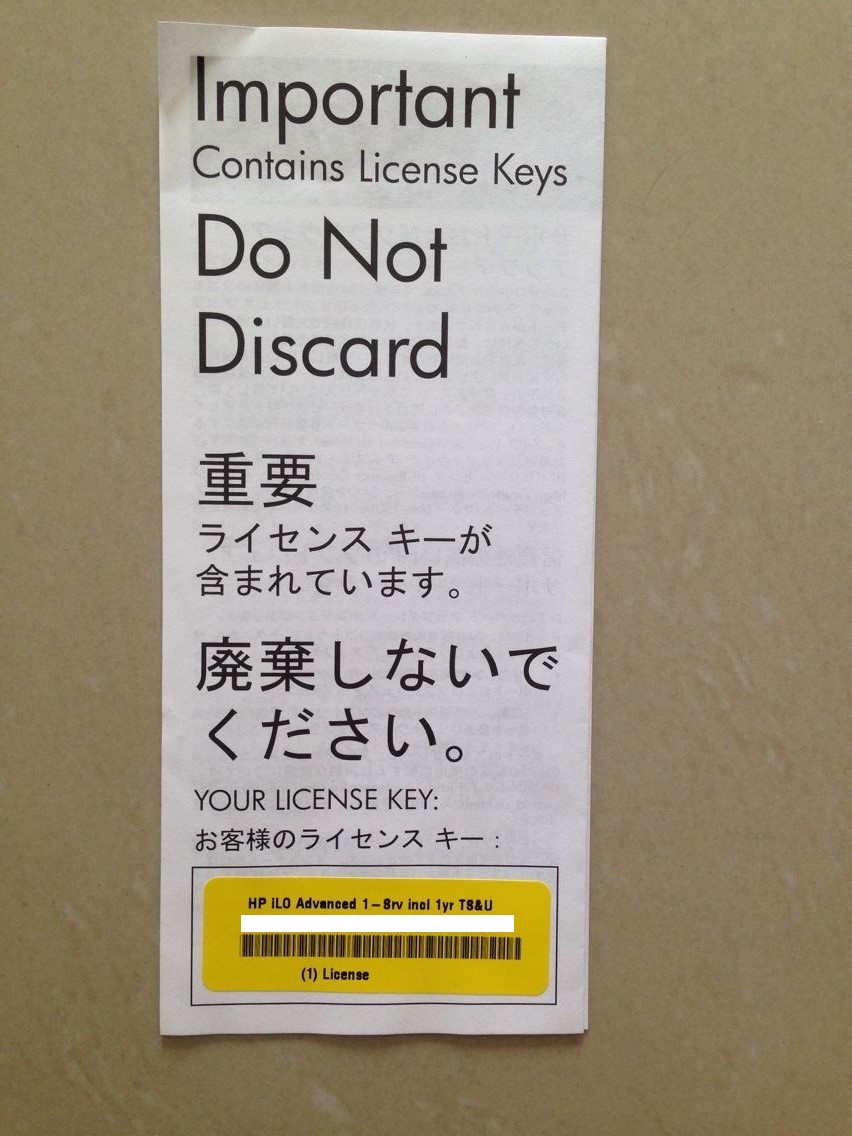 Important
Contains License Keys
Do Not
Discard
重要
ライセンス キーが
含まれています。
廃棄しないで
ください。
YOUR LICENSE KEY:
お客様のライセンス キー :
HP iLO Advanced 1-Srv incl 1yr TS&U
(1) License